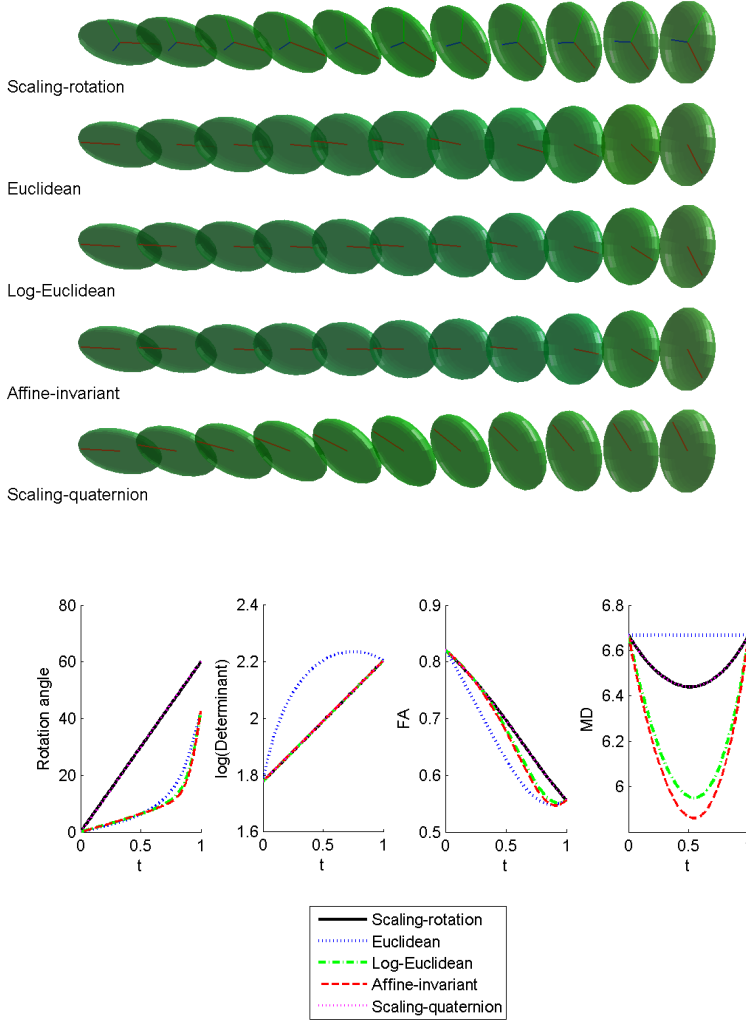 Scaling-rotation
Euclidean
Log-Euclidean
Affine-invariant
Scaling-quaternion
80
60
40
20
0
Rotation angle
0 0.5 1
t
2.4
2.2
2
1.8
1.6
log(Determinant)
0 0.5 1
t
0.9
0.8
0.7
0.6
0.5
FA
0 0.5 1
t
6.8
6.6
6.4
6.2
6
MD
0 0.5 1
t
Scaling-rotation
Euclidean
Log-Euclidean
Affine-invariant
Scaling-quaternion